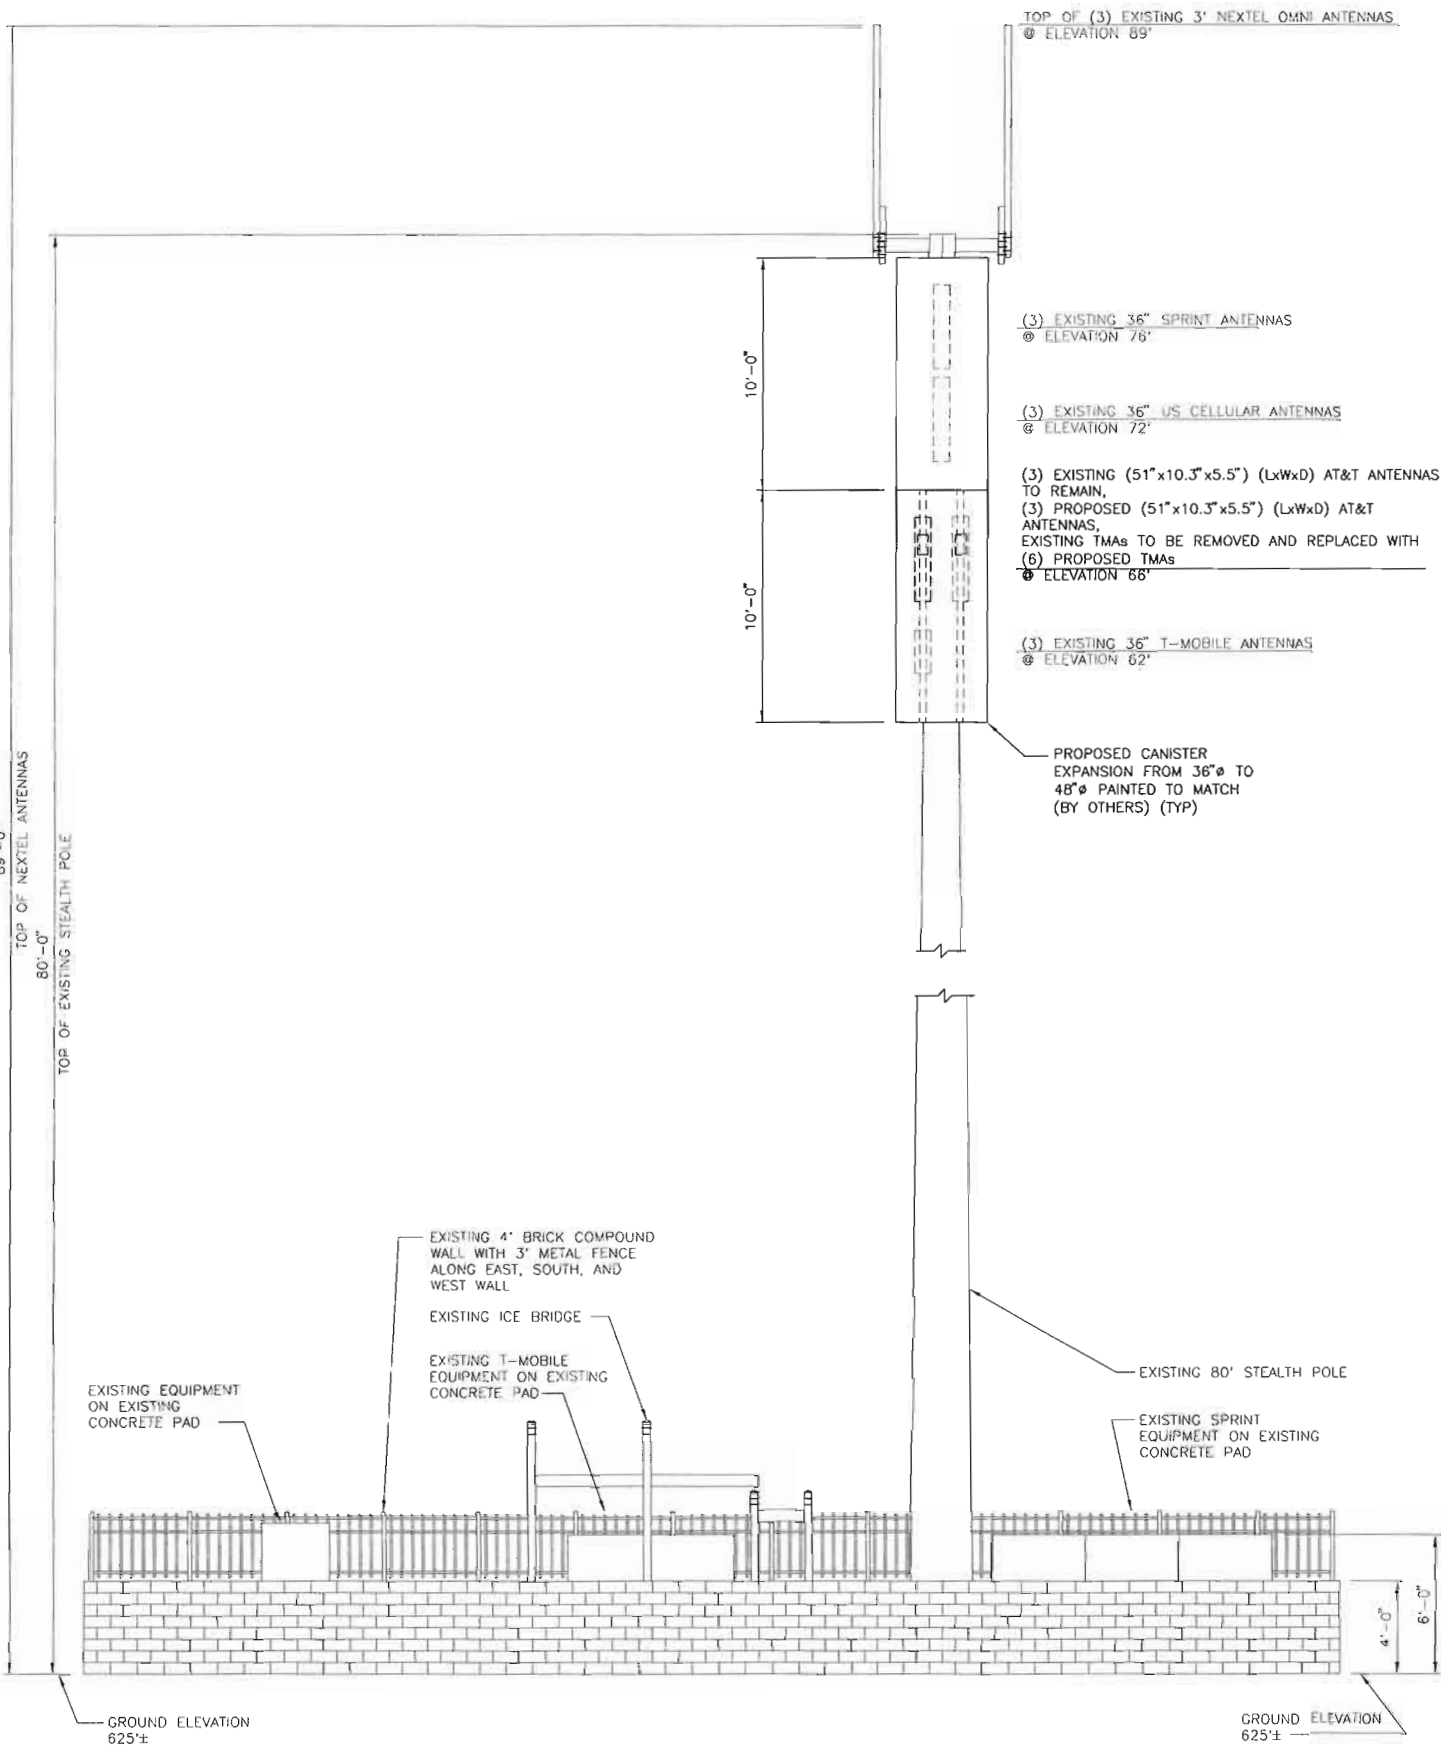 TOP OF (3) EXISTING 3' NEXTEL OMNI ANTENNAS
@ ELEVATION 89'
(3) EXISTING 36" SPRINT ANTENNAS
@ ELEVATION 76'
10'-0"
(3) EXISTING 36" US CELLULAR ANTENNAS
@ ELEVATION 72'
(3) EXISTING (51"x10.3"x5.5") (LxWxD) AT&T ANTENNAS
TO REMAIN,
(3) PROPOSED (51"x10.3"x5.5") (LxWxD) AT&T
ANTENNAS,
EXISTING TMAs TO BE REMOVED AND REPLACED WITH
(6) PROPOSED TMAs
@ ELEVATION 66'
10'-0"
(3) EXISTING 36" T-MOBILE ANTENNAS
@ ELEVATION 62'
PROPOSED CANISTER
EXPANSION FROM 36"ø TO
48"ø PAINTED TO MATCH
(BY OTHERS) (TYP)
TOP OF NEXTEL ANTENNAS
80'-0"
TOP OF EXISTING STEALTH POLE
EXISTING 4' BRICK COMPOUND
WALL WITH 3' METAL FENCE
ALONG EAST, SOUTH, AND
WEST WALL
EXISTING ICE BRIDGE
EXISTING T-MOBILE
EQUIPMENT ON EXISTING
CONCRETE PAD
EXISTING EQUIPMENT
ON EXISTING
CONCRETE PAD
EXISTING 80' STEALTH POLE
EXISTING SPRINT
EQUIPMENT ON EXISTING
CONCRETE PAD
4'-0"
6'-0"
GROUND ELEVATION
625'±
GROUND ELEVATION
625'±